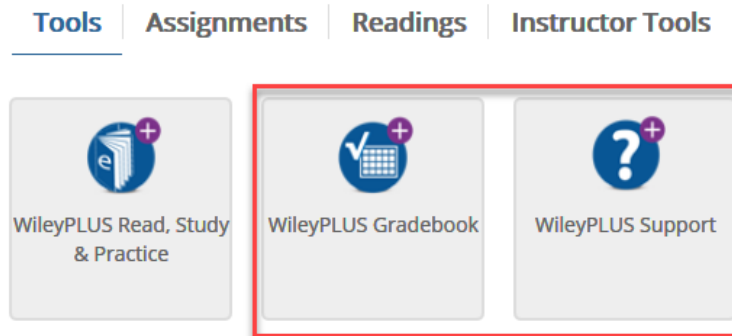 Tools Assignments Readings Instructor Tools
e
WileyPLUS Read, Study
& Practice
WileyPLUS Gradebook
?
WileyPLUS Support